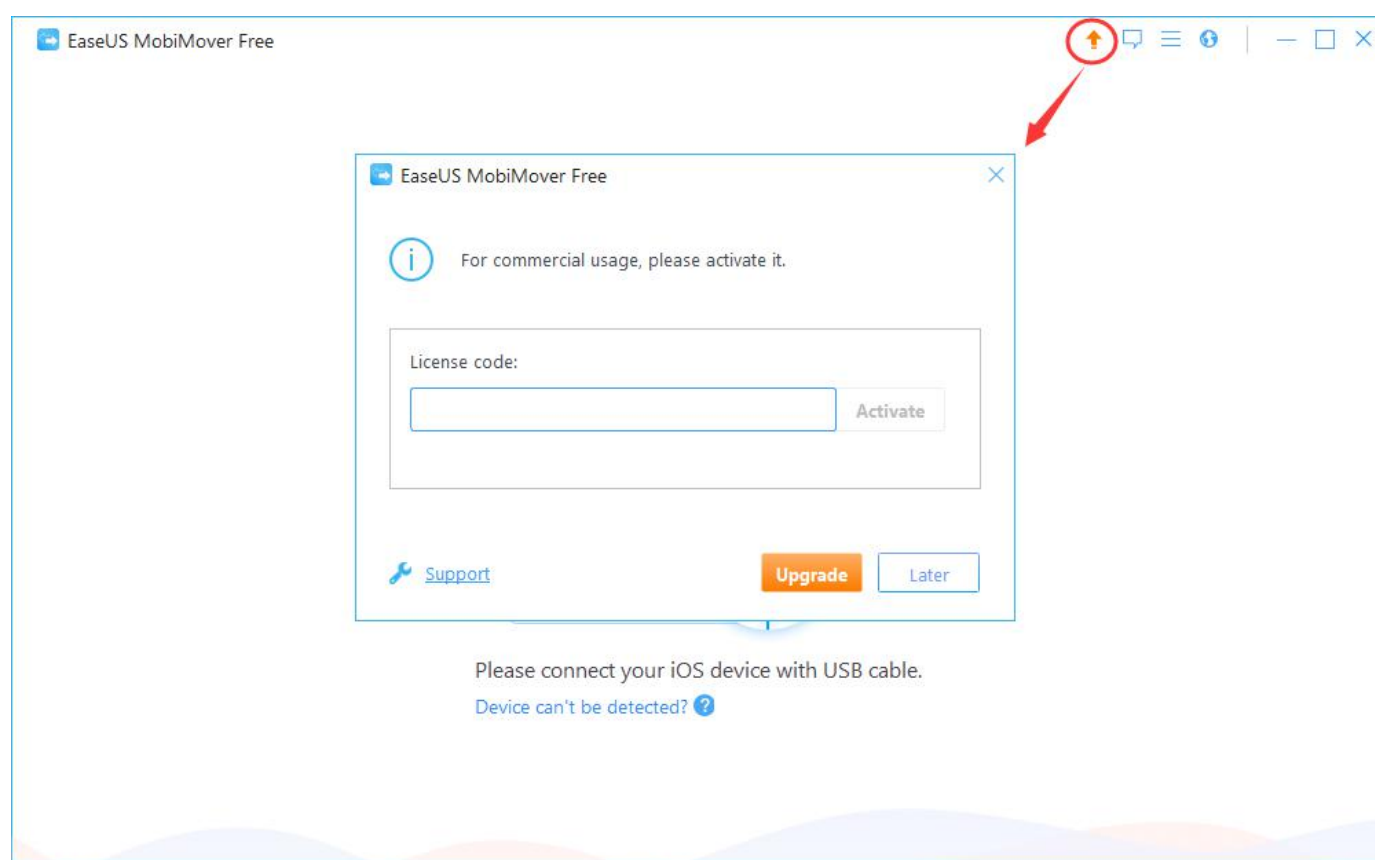 EaseUS MobiMover Free
EaseUS MobiMover Free
For commercial usage, please activate it.
License code:
Activate
Support
Upgrade
Later
Please connect your iOS device with USB cable.
Device can't be detected? ?